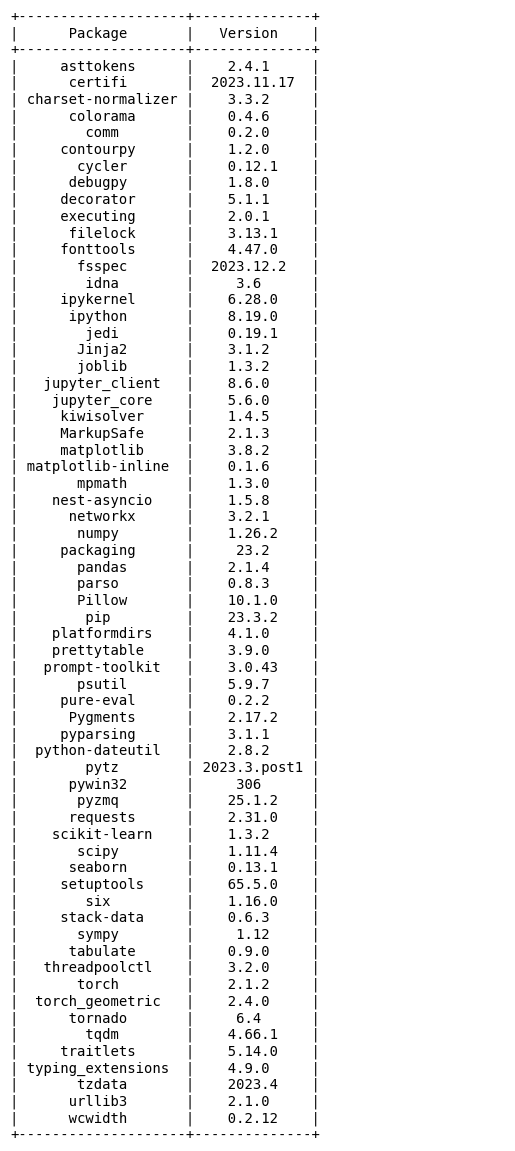 +--------------------+--------------+
|      Package       |   Version    |
+--------------------+--------------+
|     asttokens      |    2.4.1     |
|      certifi       |  2023.11.17  |
| charset-normalizer |    3.3.2     |
|      colorama      |    0.4.6     |
|        comm        |    0.2.0     |
|     contourpy      |    1.2.0     |
|       cycler       |    0.12.1    |
|      debugpy       |    1.8.0     |
|     decorator      |    5.1.1     |
|     executing      |    2.0.1     |
|      filelock      |    3.13.1    |
|     fonttools      |    4.47.0    |
|       fsspec       |  2023.12.2   |
|        idna        |     3.6      |
|     ipykernel      |    6.28.0    |
|      ipython       |    8.19.0    |
|        jedi        |    0.19.1    |
|       Jinja2       |    3.1.2     |
|       joblib       |    1.3.2     |
|   jupyter_client   |    8.6.0     |
|    jupyter_core    |    5.6.0     |
|     kiwisolver     |    1.4.5     |
|     MarkupSafe     |    2.1.3     |
|     matplotlib     |    3.8.2     |
| matplotlib-inline  |    0.1.6     |
|       mpmath       |    1.3.0     |
|    nest-asyncio    |    1.5.8     |
|      networkx      |    3.2.1     |
|       numpy        |    1.26.2    |
|     packaging      |     23.2     |
|       pandas       |    2.1.4     |
|       parso        |    0.8.3     |
|       Pillow       |    10.1.0    |
|        pip         |    23.3.2    |
|    platformdirs    |    4.1.0     |
|    prettytable     |    3.9.0     |
|   prompt-toolkit   |    3.0.43    |
|       psutil       |    5.9.7     |
|     pure-eval      |    0.2.2     |
|      Pygments      |    2.17.2    |
|     pyparsing      |    3.1.1     |
|  python-dateutil   |    2.8.2     |
|        pytz        | 2023.3.post1 |
|      pywin32       |     306      |
|       pyzmq        |    25.1.2    |
|      requests      |    2.31.0    |
|    scikit-learn    |    1.3.2     |
|       scipy        |    1.11.4    |
|      seaborn       |    0.13.1    |
|     setuptools     |    65.5.0    |
|        six         |    1.16.0    |
|     stack-data     |    0.6.3     |
|       sympy        |     1.12     |
|      tabulate      |    0.9.0     |
|   threadpoolctl    |    3.2.0     |
|       torch        |    2.1.2     |
|  torch_geometric   |    2.4.0     |
|      tornado       |     6.4      |
|        tqdm        |    4.66.1    |
|     traitlets      |    5.14.0    |
| typing_extensions  |    4.9.0     |
|       tzdata       |    2023.4    |
|      urllib3       |    2.1.0     |
|      wcwidth       |    0.2.12    |
+--------------------+--------------+